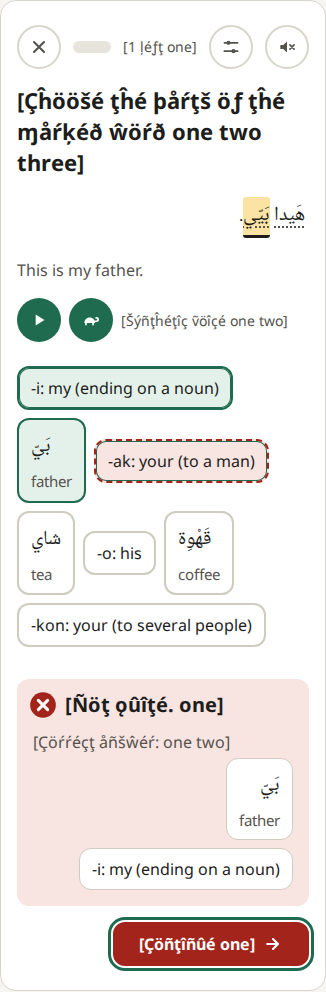 [1 ļéƒţ one]
[Çĥöõšé ţĥé þåŕţš öƒ ţĥé ɱåŕķéð ŵöŕð one two three]
هَيدا بَيّي.
This is my father.
[Šýñţĥéţîç ṽöîçé one two]
-i: my (ending on a noun)
بَيّ
father
-ak: your (to a man)
شاي
tea
-o: his
قَهْوِة
coffee
-kon: your (to several people)
[Ñöţ ǫûîţé. one]
[Çöŕŕéçţ åñšŵéŕ: one two]
بَيّ
father
-i: my (ending on a noun)
[Çöñţîñûé one]